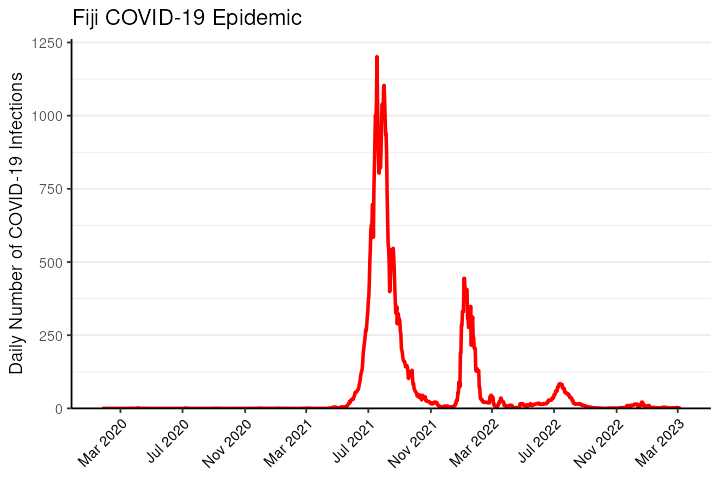 Fiji COVID-19 Epidemic
Daily Number of COVID-19 Infections
1250
1000
750
500
250
0
Mar 2020
Jul 2020
Nov 2020
Mar 2021
Jul 2021
Nov 2021
Mar 2022
Jul 2022
Nov 2022
Mar 2023